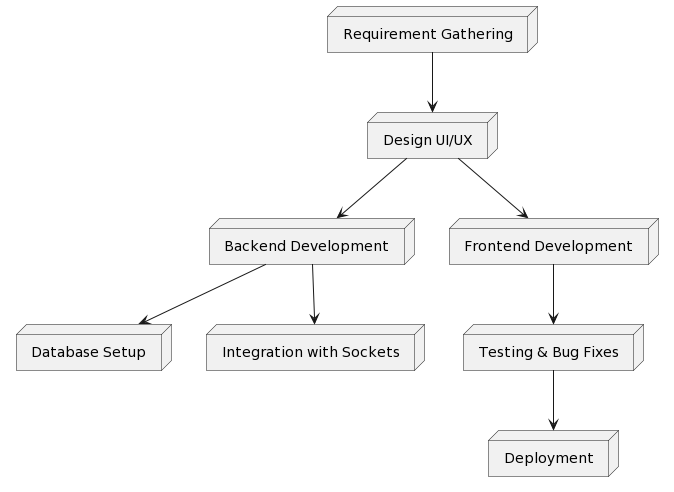 Requirement Gathering
Design UI/UX
Backend Development
Frontend Development
Database Setup
Integration with Sockets
Testing & Bug Fixes
Deployment